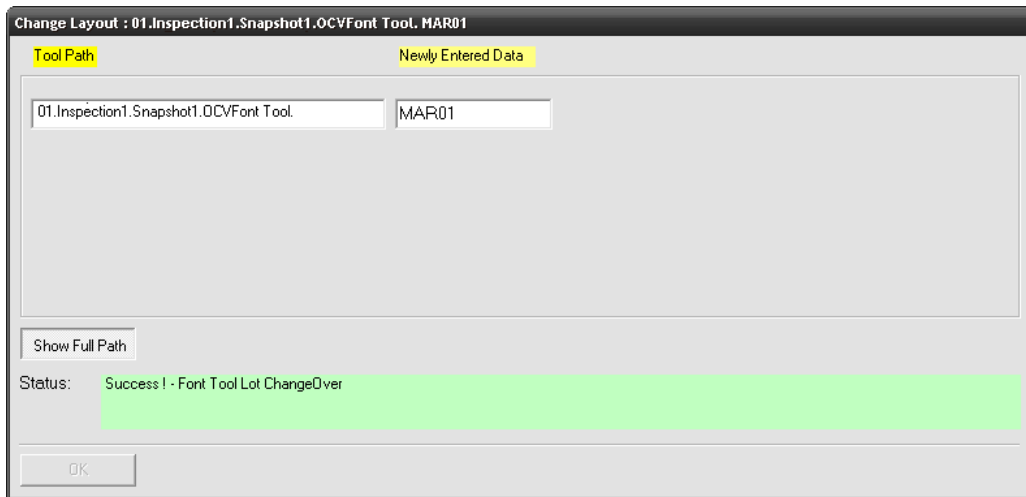 Change Layout : 01.Inspection1.Snapshot1.OCVFont Tool. MAR01
Tool Path Newly Entered Data
01.Inspection1.Snapshot1.OCVFont Tool. MAR01
Show Full Path
Status: Success ! - Font Tool Lot ChangeOver
OK